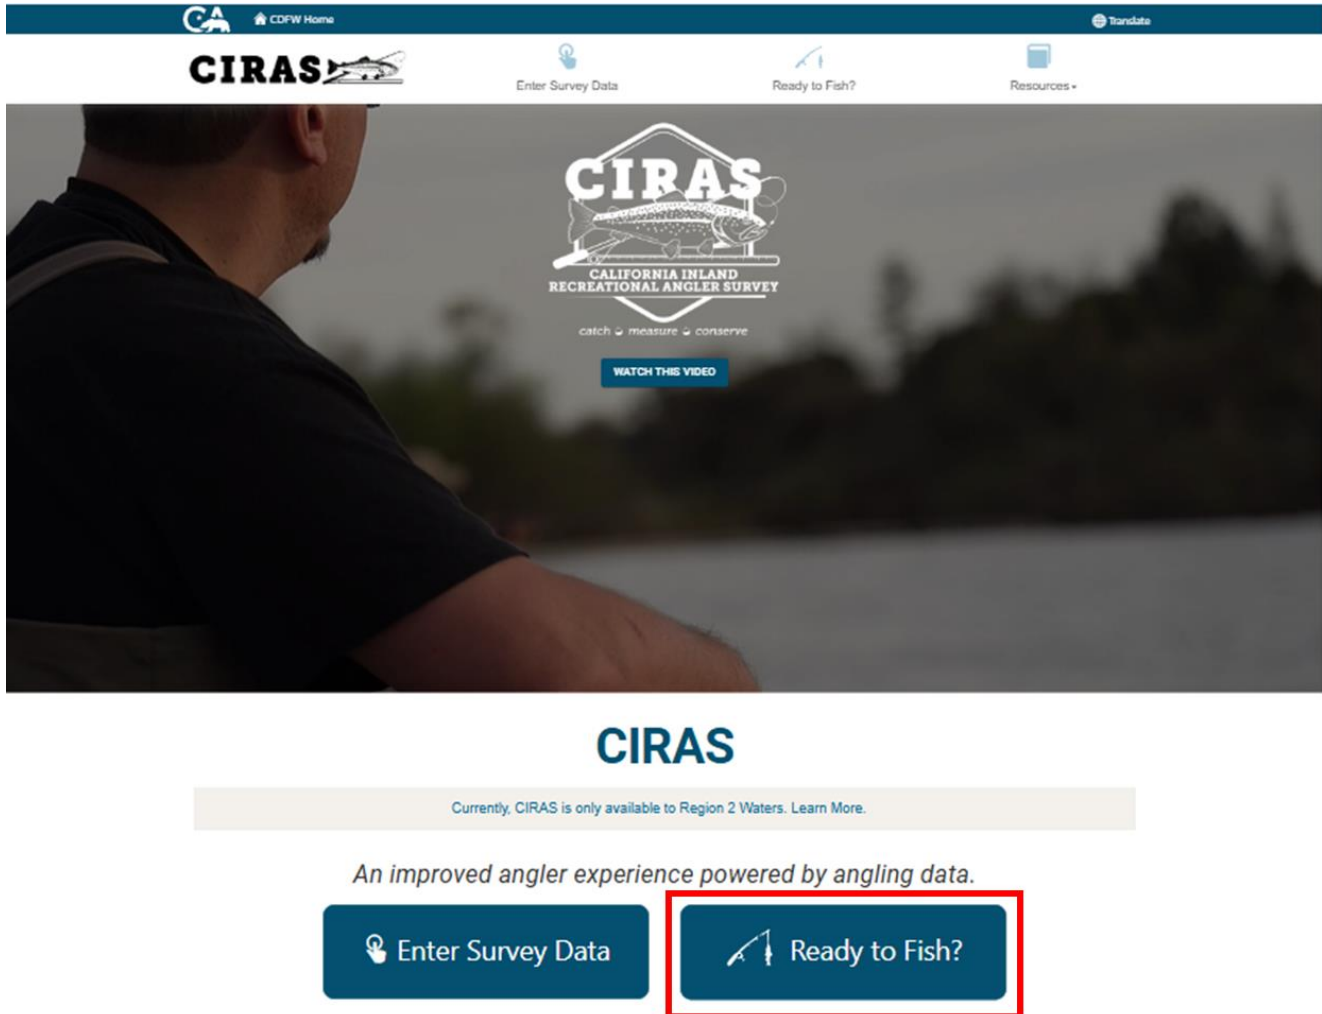 CA CDFW Home Translate
CIRAS Enter Survey Data Ready to Fish? Resources
CIRAS
CALIFORNIA INLAND
RECREATIONAL ANGLER SURVEY
catch measure conserve
WATCH THIS VIDEO
CIRAS
Currently, CIRAS is only available to Region 2 Waters. Learn More.
An improved angler experience powered by angling data.
Enter Survey Data Ready to Fish?